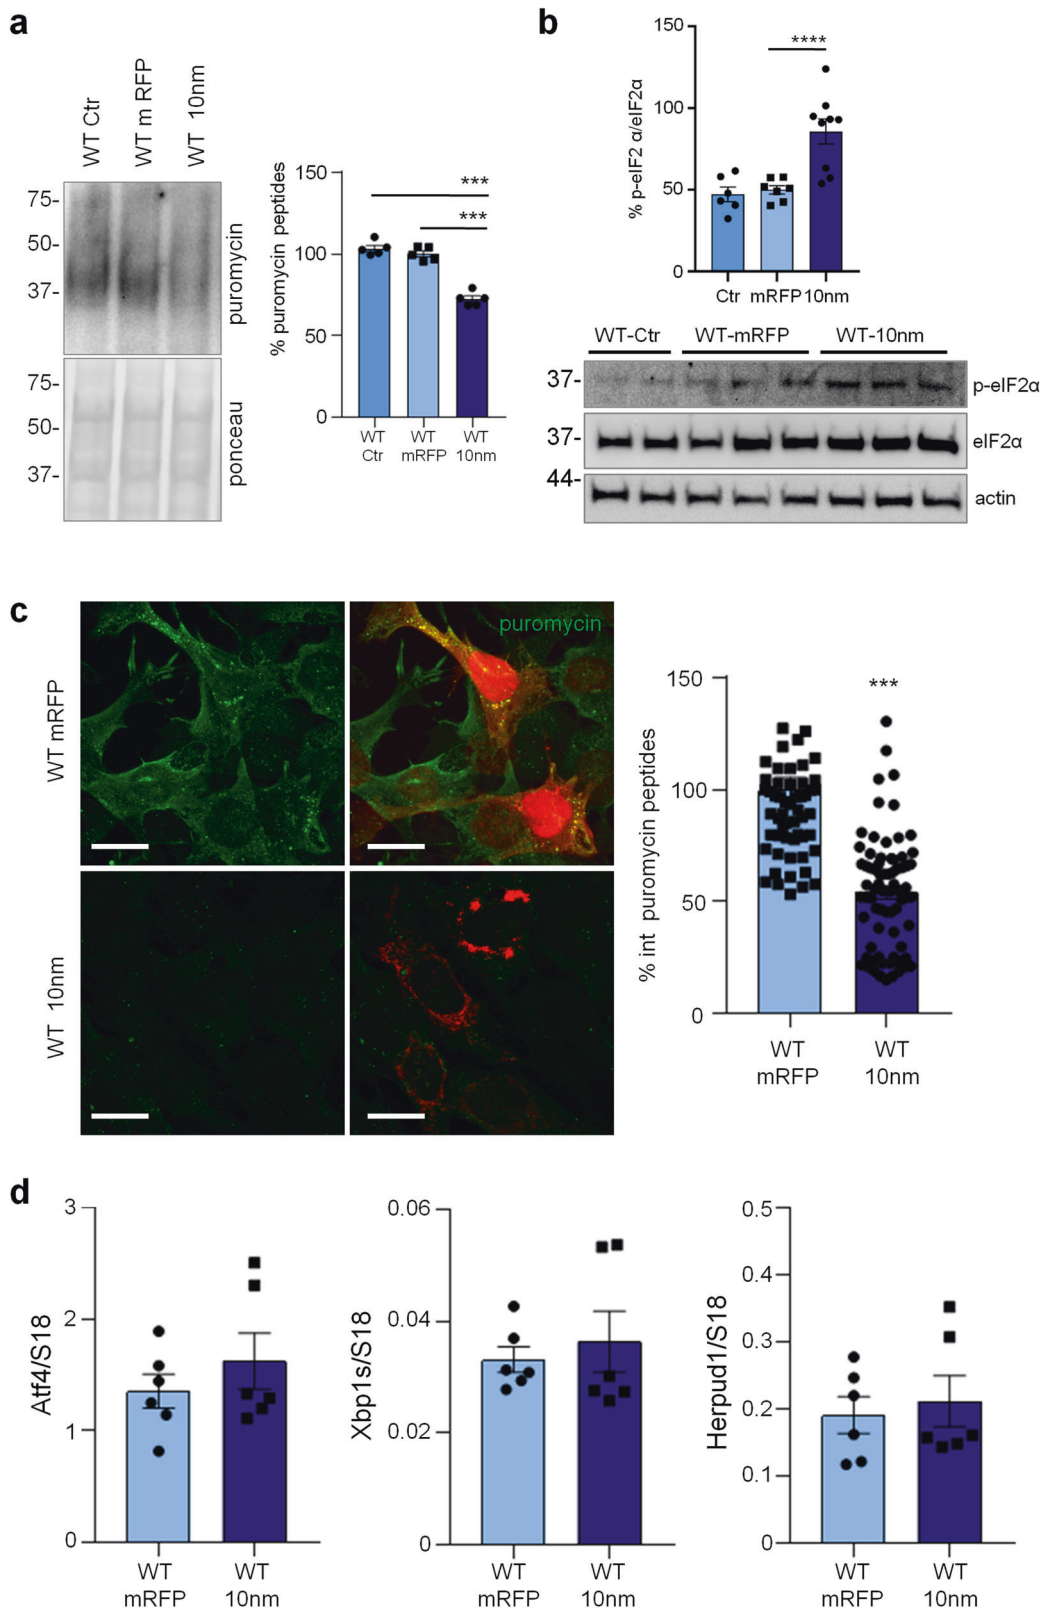 a
WT Ctr
WT m RFP
WT 10nm
75-
50-
37-
puromycin
75-
50-
37-
ponceau
% puromycin peptides
150
100
50
0
***
***
WT
Ctr
WT
mRFP
WT
10nm
b
% p-eIF2 α/eIF2α
150
100
50
0
****
Ctr
mRFP
10nm
WT-Ctr
WT-mRFP
WT-10nm
37-
p-eIF2α
37-
eIF2α
44-
actin
c
WT mRFP
puromycin
WT 10nm
% int puromycin peptides
150
100
50
0
***
WT
mRFP
WT
10nm
d
Atf4/S18
3
2
1
0
WT
mRFP
WT
10nm
Xbp1s/S18
0.06
0.04
0.02
0
WT
mRFP
WT
10nm
Herpud1/S18
0.5
0.4
0.3
0.2
0.1
0
WT
mRFP
WT
10nm